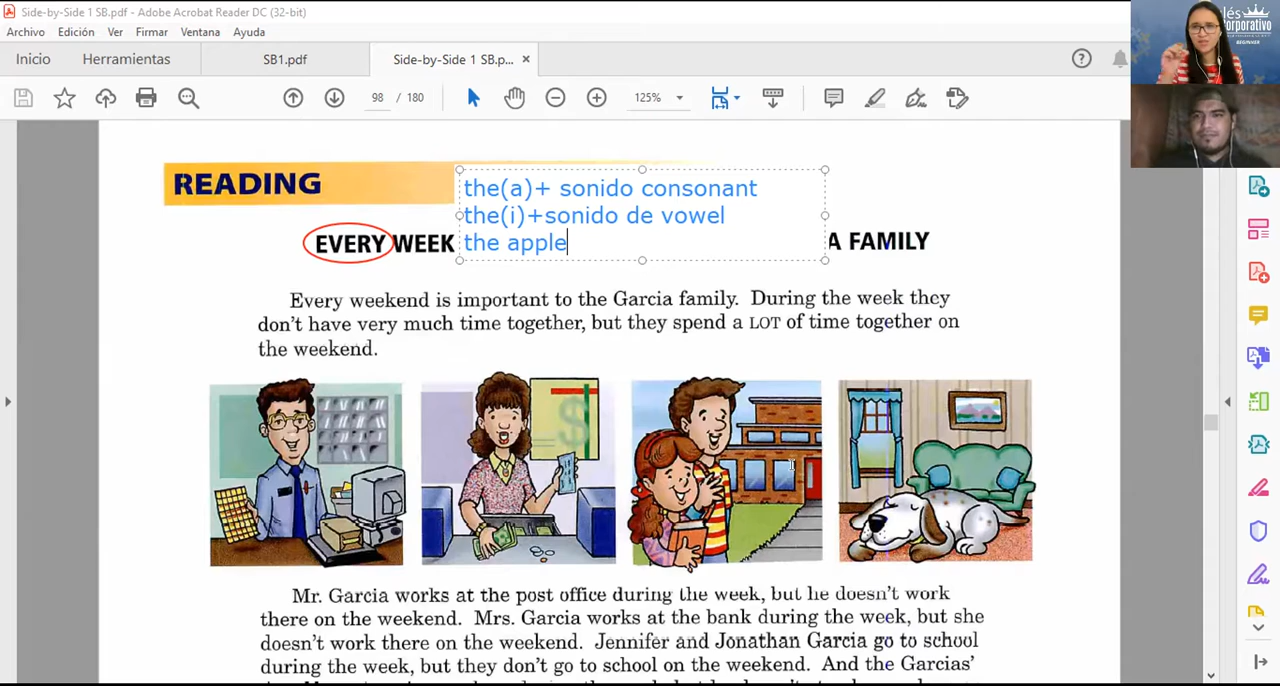 Side-by-Side 1 SB.pdf - Adobe Acrobat Reader DC (32-bit)
Archivo Edición Ver Firmar Ventana Ayuda
Inicio Herramientas SB1.pdf Side-by-Side 1 SB.p... ×
98 / 180 125%
READING
the(a)+ sonido consonant
the(i)+sonido de vowel
the apple
EVERY WEEK A FAMILY
Every weekend is important to the Garcia family. During the week they
don't have very much time together, but they spend a LOT of time together on
the weekend.
Mr. Garcia works at the post office during the week, but he doesn't work
there on the weekend. Mrs. Garcia works at the bank during the week, but she
doesn't work there on the weekend. Jennifer and Jonathan Garcia go to school
during the week, but they don't go to school on the weekend. And the Garcias'
BEGINNER